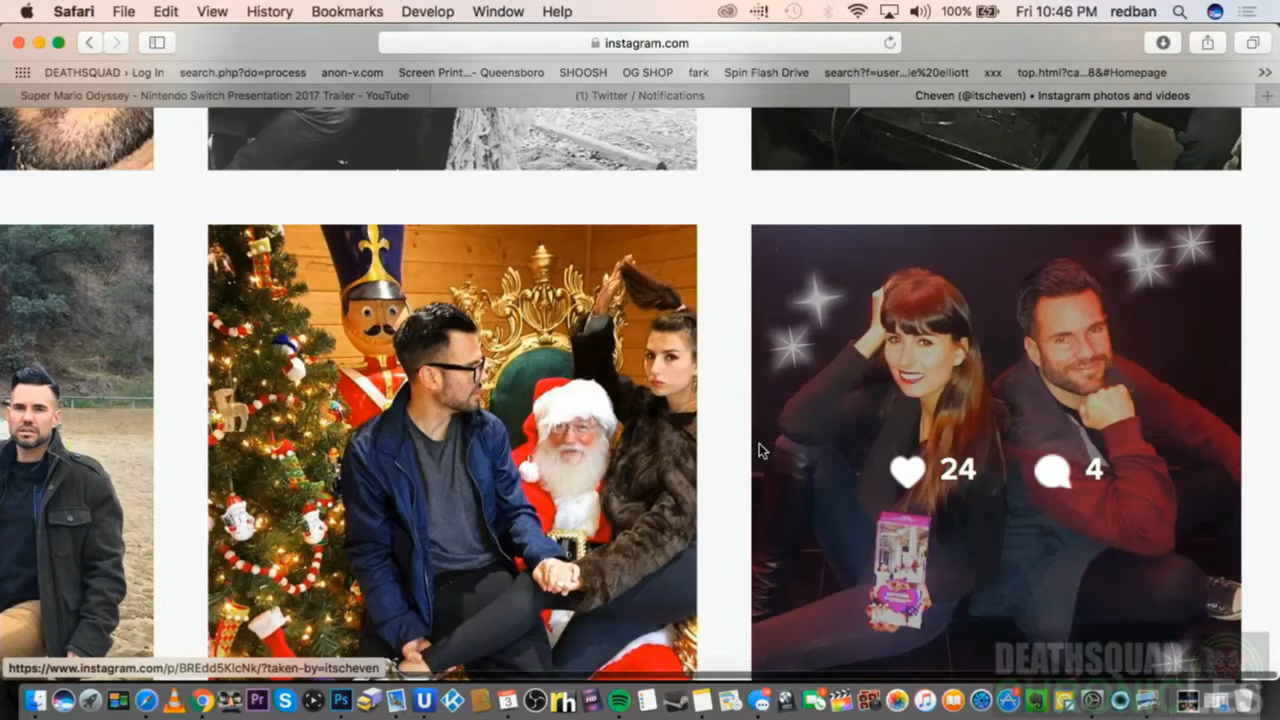 Safari File Edit View History Bookmarks Develop Window Help 100% Fri 10:46 PM redban
instagram.com
DEATHSQUAD › Log In search.php?do=process anon-v.com Screen Print...- Queensboro SHOOSH OG SHOP fark Spin Flash Drive search?f=user...le%20elliott xxx top.html?ca...8&#Homepage
Super Mario Odyssey - Nintendo Switch Presentation 2017 Trailer - YouTube (1) Twitter / Notifications Cheven (@itscheven) • Instagram photos and videos
24 4
https://www.instagram.com/p/BREdd5KlcNk/?taken-by=itscheven
DEATHSQUAD